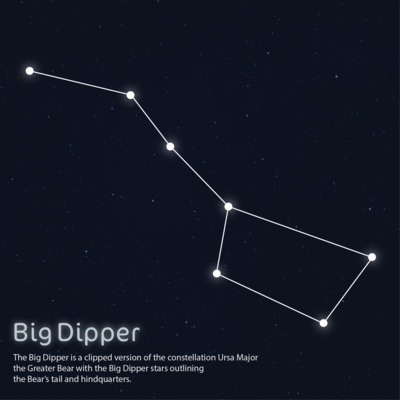 Big Dipper
The Big Dipper is a clipped version of the constellation Ursa Major
the Greater Bear with the Big Dipper stars outlining
the Bear's tail and hindquarters.